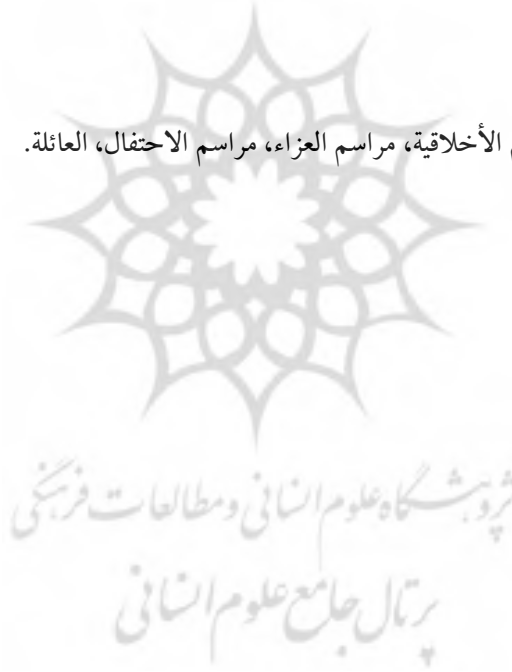 الأخلاقية، مراسم العزاء، مراسم الاحتفال، العائلة.
پژوهشگاه علوم انسانی و مطالعات فرهنگی
پرتال جامع علوم انسانی